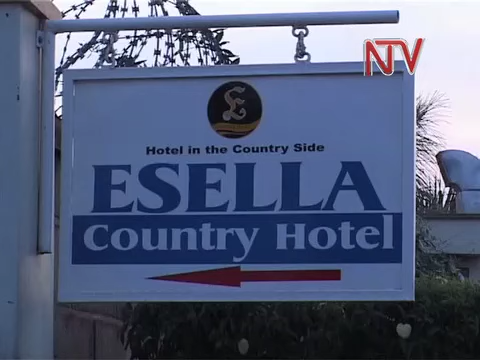 NTV
£
Hotel in the Country Side
ESELLA
Country Hotel